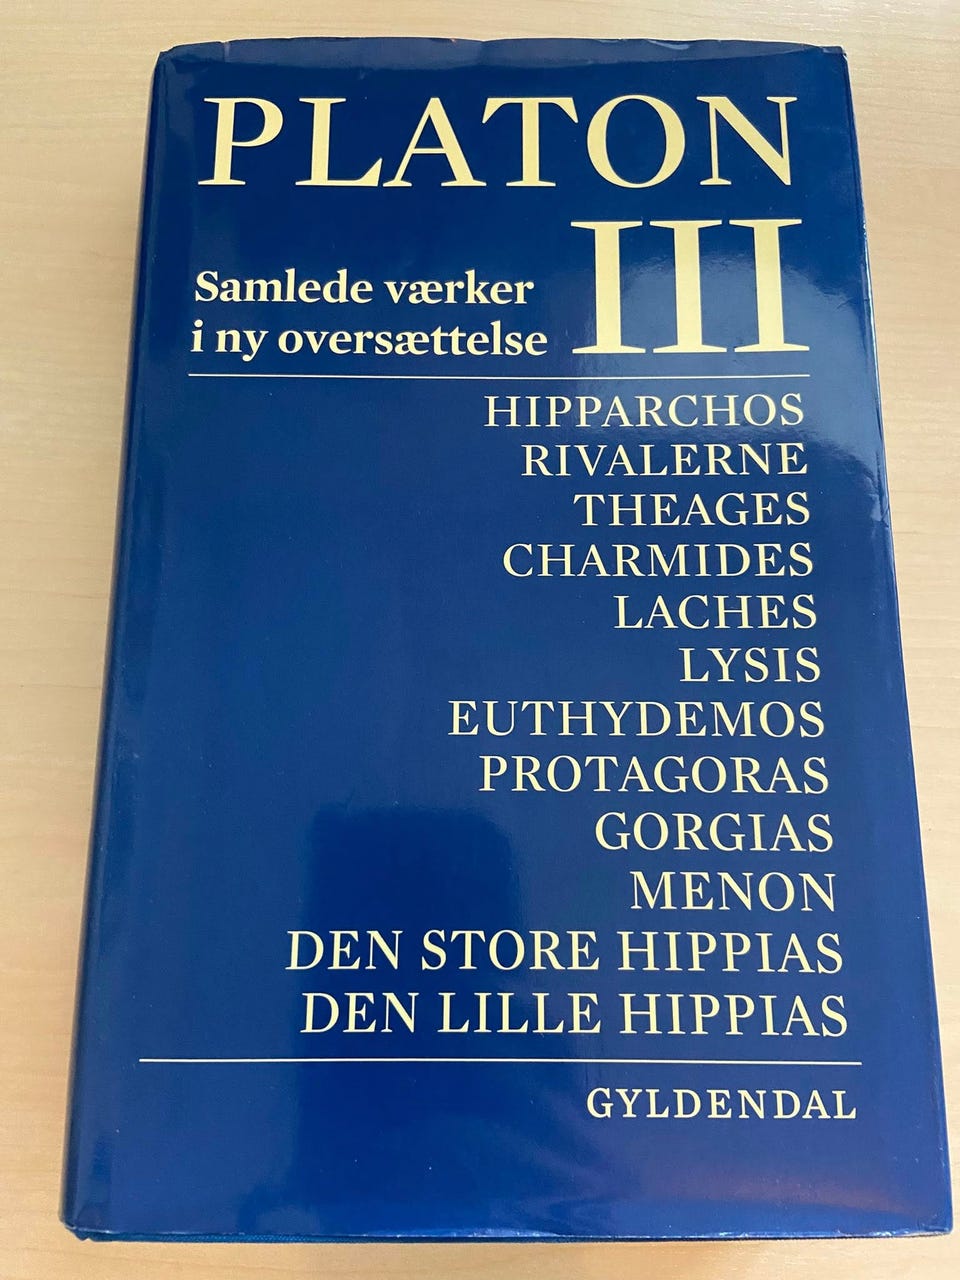 PLATON
III
Samlede værker
i ny oversættelse
HIPPARCHOS
RIVALERNE
THEAGES
CHARMIDES
LACHES
LYSIS
EUTHYDEMOS
PROTAGORAS
GORGIAS
MENON
DEN STORE HIPPIAS
DEN LILLE HIPPIAS
GYLDENDAL